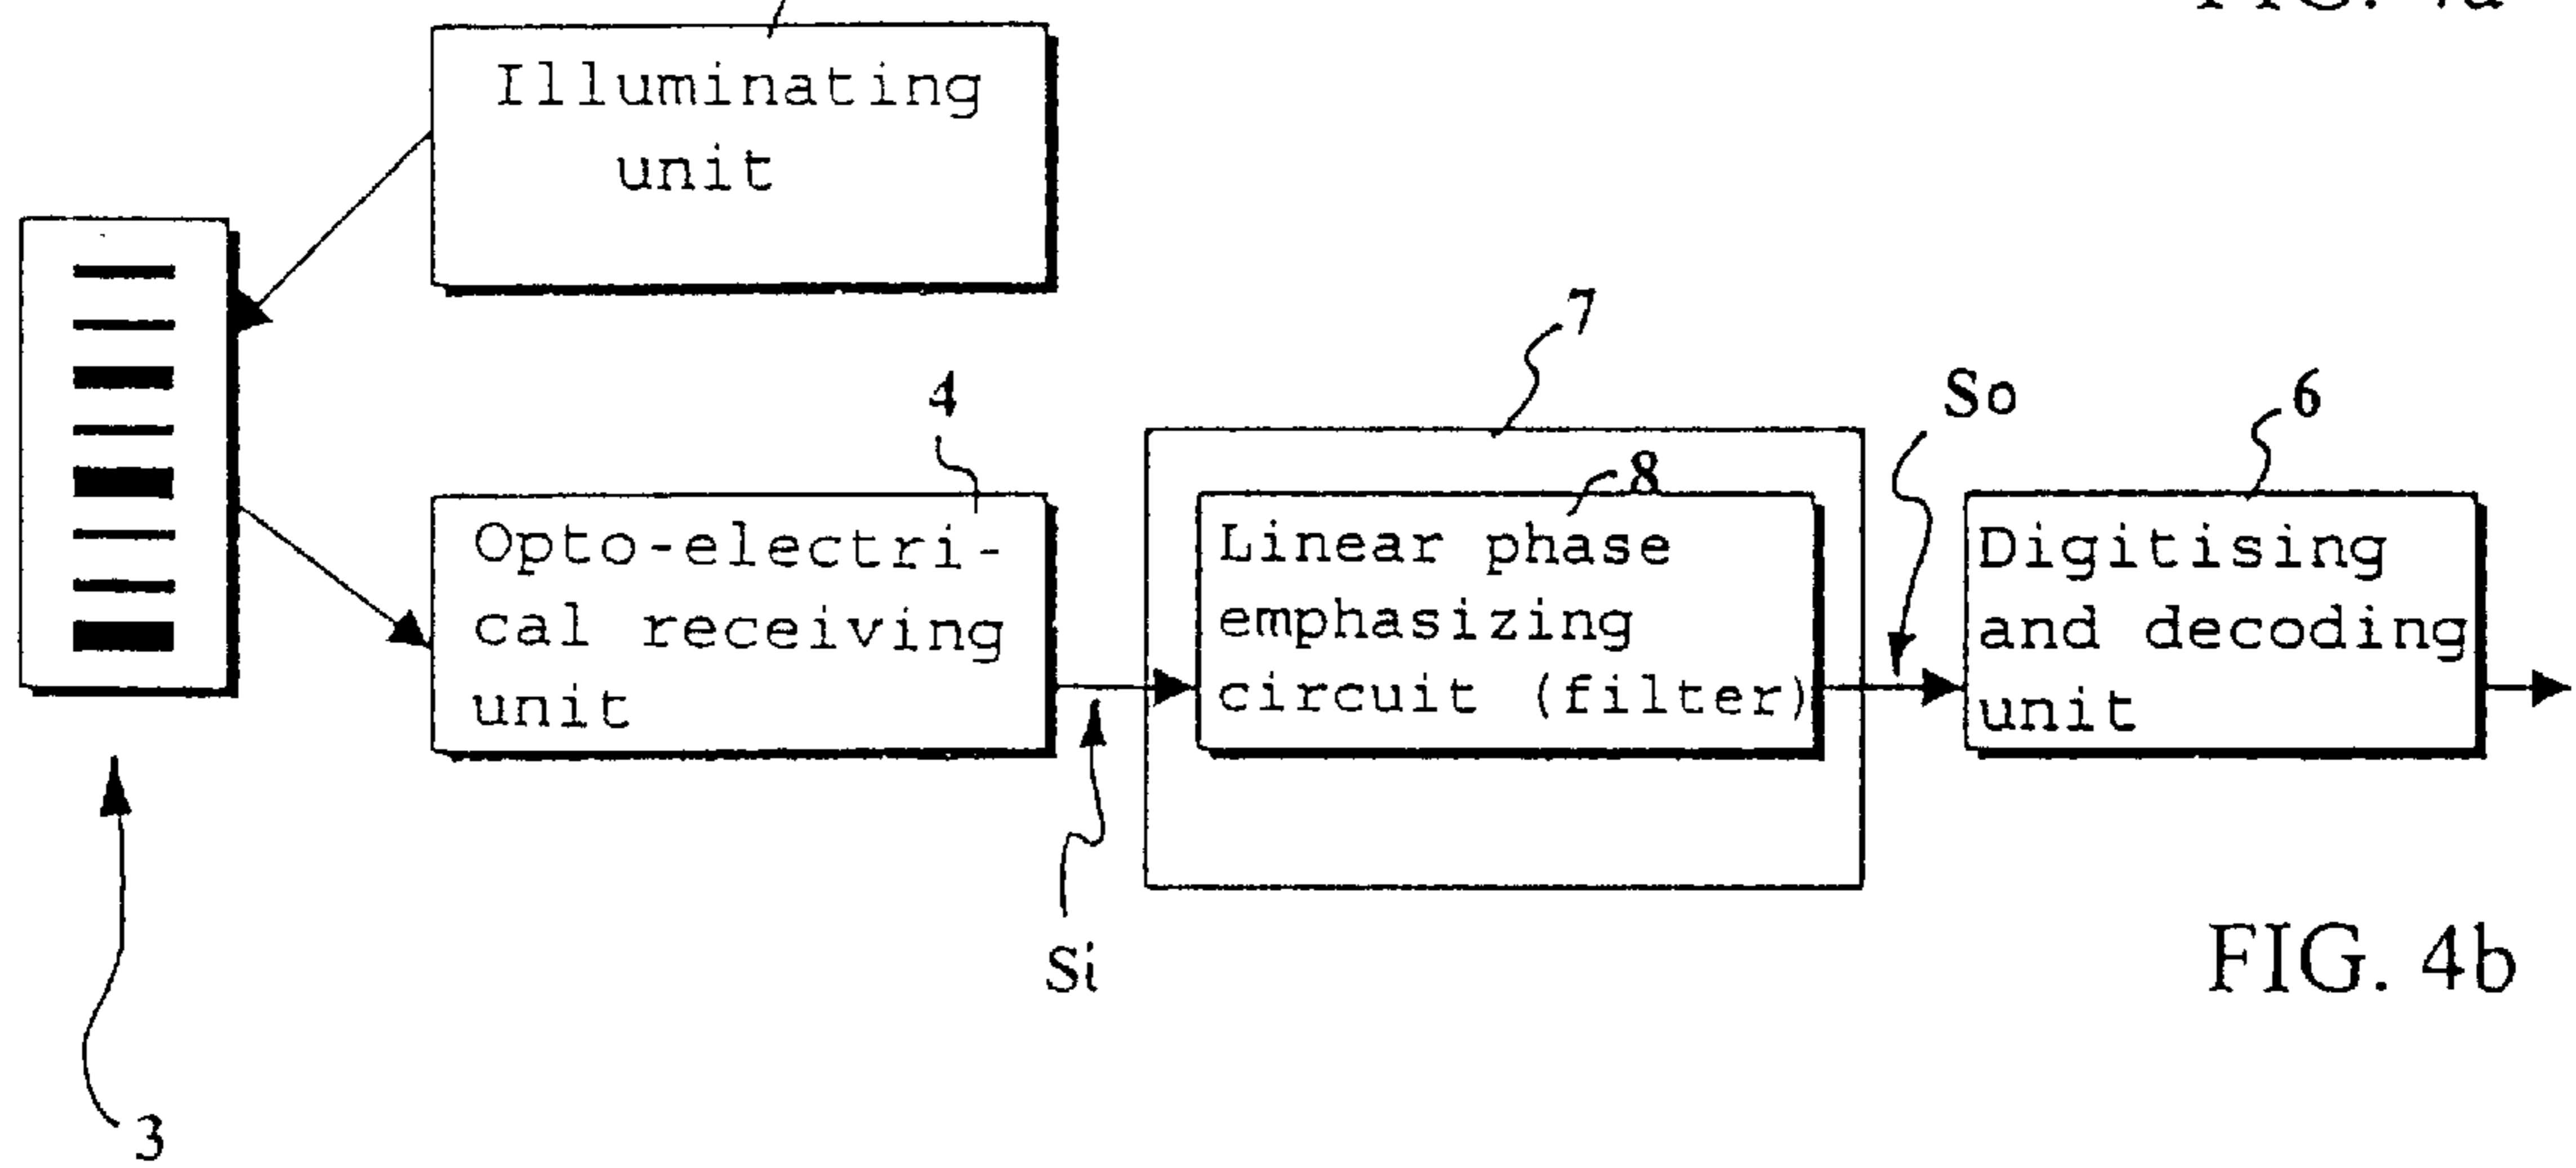 Illuminating
unit
7
4
So
6
8
Opto-electri-
cal receiving
unit
Linear phase
emphasizing
circuit (filter)
Digitising
and decoding
unit
Si
FIG. 4b
3